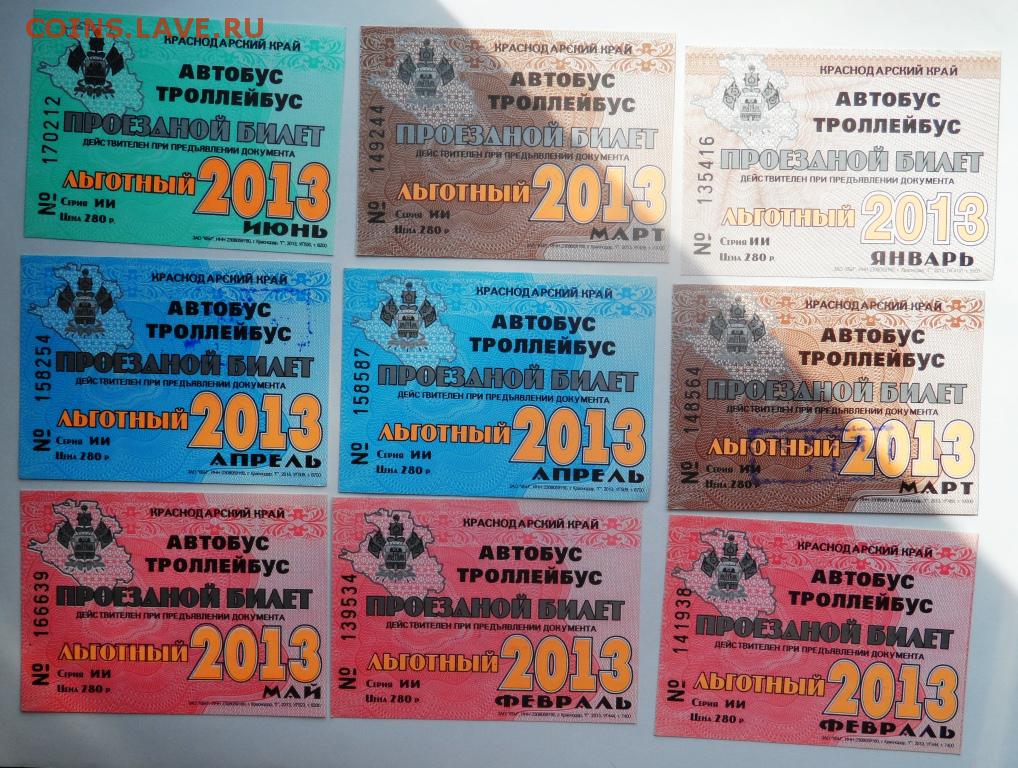 COINS.LAVE.RU
КРАСНОДАРСКИЙ КРАЙ
АВТОБУС
ТРОЛЛЕЙБУС
ПРОЕЗДНОЙ БИЛЕТ
ДЕЙСТВИТЕЛЕН ПРИ ПРЕДЪЯВЛЕНИИ ДОКУМЕНТА
ЛЬГОТНЫЙ 2013
Серия ИИ
Цена 280 р.
ИЮНЬ
№ 170212
КРАСНОДАРСКИЙ КРАЙ
АВТОБУС
ТРОЛЛЕЙБУС
ПРОЕЗДНОЙ БИЛЕТ
ДЕЙСТВИТЕЛЕН ПРИ ПРЕДЪЯВЛЕНИИ ДОКУМЕНТА
ЛЬГОТНЫЙ 2013
Серия ИИ
Цена 280 р.
МАРТ
№ 149244
КРАСНОДАРСКИЙ КРАЙ
АВТОБУС
ТРОЛЛЕЙБУС
ПРОЕЗДНОЙ БИЛЕТ
ДЕЙСТВИТЕЛЕН ПРИ ПРЕДЪЯВЛЕНИИ ДОКУМЕНТА
ЛЬГОТНЫЙ 2013
Серия ИИ
Цена 280 р.
ЯНВАРЬ
№ 135416
КРАСНОДАРСКИЙ КРАЙ
АВТОБУС
ТРОЛЛЕЙБУС
ПРОЕЗДНОЙ БИЛЕТ
ДЕЙСТВИТЕЛЕН ПРИ ПРЕДЪЯВЛЕНИИ ДОКУМЕНТА
ЛЬГОТНЫЙ 2013
Серия ИИ
Цена 280 р.
АПРЕЛЬ
№ 158254
КРАСНОДАРСКИЙ КРАЙ
АВТОБУС
ТРОЛЛЕЙБУС
ПРОЕЗДНОЙ БИЛЕТ
ДЕЙСТВИТЕЛЕН ПРИ ПРЕДЪЯВЛЕНИИ ДОКУМЕНТА
ЛЬГОТНЫЙ 2013
Серия ИИ
Цена 280 р.
АПРЕЛЬ
№ 158587
КРАСНОДАРСКИЙ КРАЙ
АВТОБУС
ТРОЛЛЕЙБУС
ПРОЕЗДНОЙ БИЛЕТ
ДЕЙСТВИТЕЛЕН ПРИ ПРЕДЪЯВЛЕНИИ ДОКУМЕНТА
ЛЬГОТНЫЙ 2013
Серия ИИ
Цена 280 р.
МАРТ
№ 148564
КРАСНОДАРСКИЙ КРАЙ
АВТОБУС
ТРОЛЛЕЙБУС
ПРОЕЗДНОЙ БИЛЕТ
ДЕЙСТВИТЕЛЕН ПРИ ПРЕДЪЯВЛЕНИИ ДОКУМЕНТА
ЛЬГОТНЫЙ 2013
Серия ИИ
Цена 280 р.
МАЙ
№ 166639
КРАСНОДАРСКИЙ КРАЙ
АВТОБУС
ТРОЛЛЕЙБУС
ПРОЕЗДНОЙ БИЛЕТ
ДЕЙСТВИТЕЛЕН ПРИ ПРЕДЪЯВЛЕНИИ ДОКУМЕНТА
ЛЬГОТНЫЙ 2013
Серия ИИ
Цена 280 р.
ФЕВРАЛЬ
№ 139534
КРАСНОДАРСКИЙ КРАЙ
АВТОБУС
ТРОЛЛЕЙБУС
ПРОЕЗДНОЙ БИЛЕТ
ДЕЙСТВИТЕЛЕН ПРИ ПРЕДЪЯВЛЕНИИ ДОКУМЕНТА
ЛЬГОТНЫЙ 2013
Серия ИИ
Цена 280 р.
ФЕВРАЛЬ
№ 141938